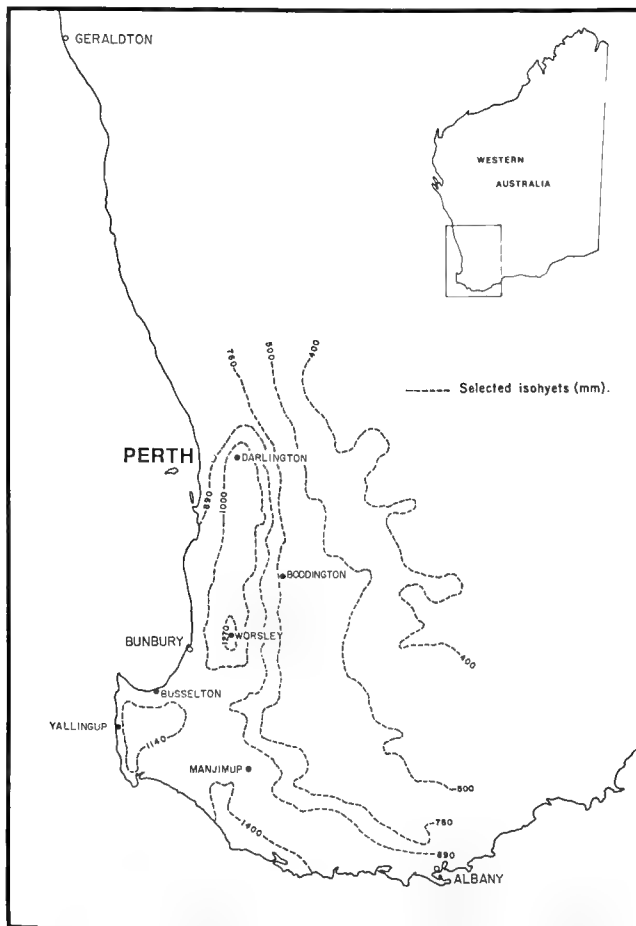 GERALDTON
WESTERN
AUSTRALIA
760
500
400
Selected isohyets (mm).
PERTH
DARLINGTON
890
1000
BODDINGTON
1270
WORSLEY
BUNBURY
400
BUSSELTON
YALLINGUP
1140
MANJIMUP
500
760
1400
890
ALBANY